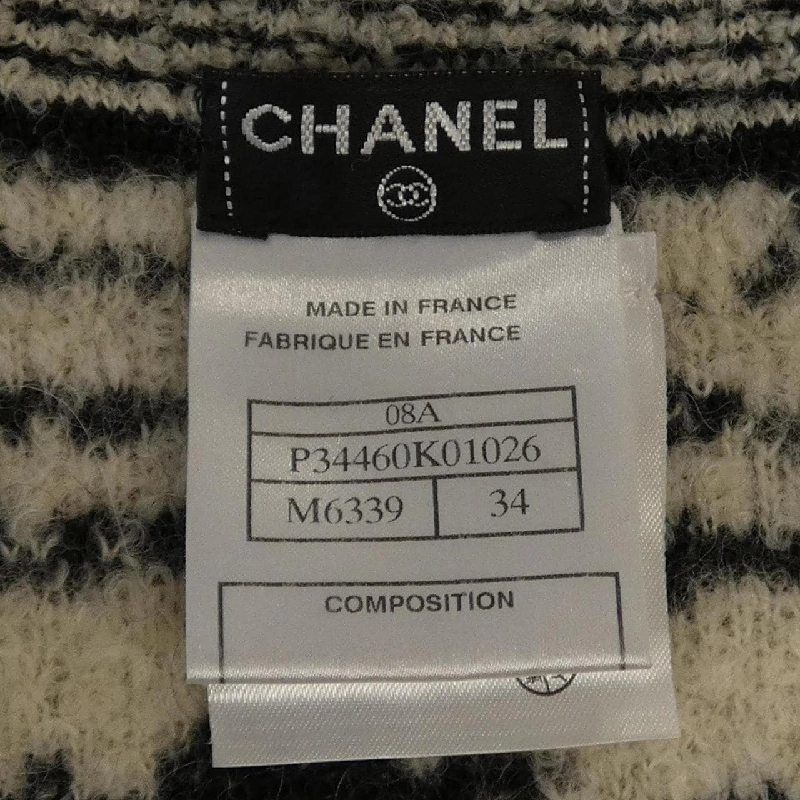 CHANEL
MADE IN FRANCE
FABRIQUE EN FRANCE
08A
P34460K01026
M6339 34
COMPOSITION